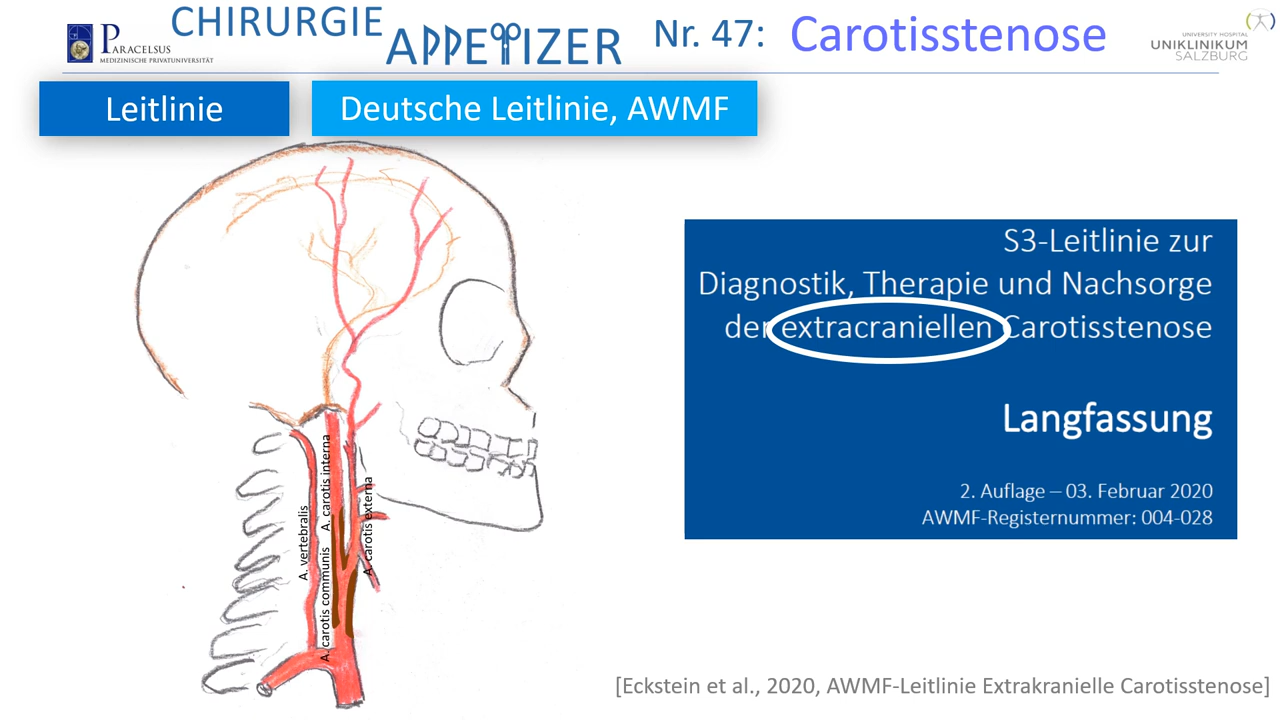 PARACELSUS
MEDIZINISCHE PRIVATUNIVERSITÄT
CHIRURGIE
APPETIZER
Nr. 47: Carotisstenose
UNIVERSITY HOSPITAL
UNIKLINIKUM
SALZBURG
Leitlinie
Deutsche Leitlinie, AWMF
A. vertebralis
A. carotis communis
A. carotis interna
A. carotis externa
S3-Leitlinie zur
Diagnostik, Therapie und Nachsorge
der extracraniellen Carotisstenose
Langfassung
2. Auflage – 03. Februar 2020
AWMF-Registernummer: 004-028
[Eckstein et al., 2020, AWMF-Leitlinie Extrakranielle Carotisstenose]